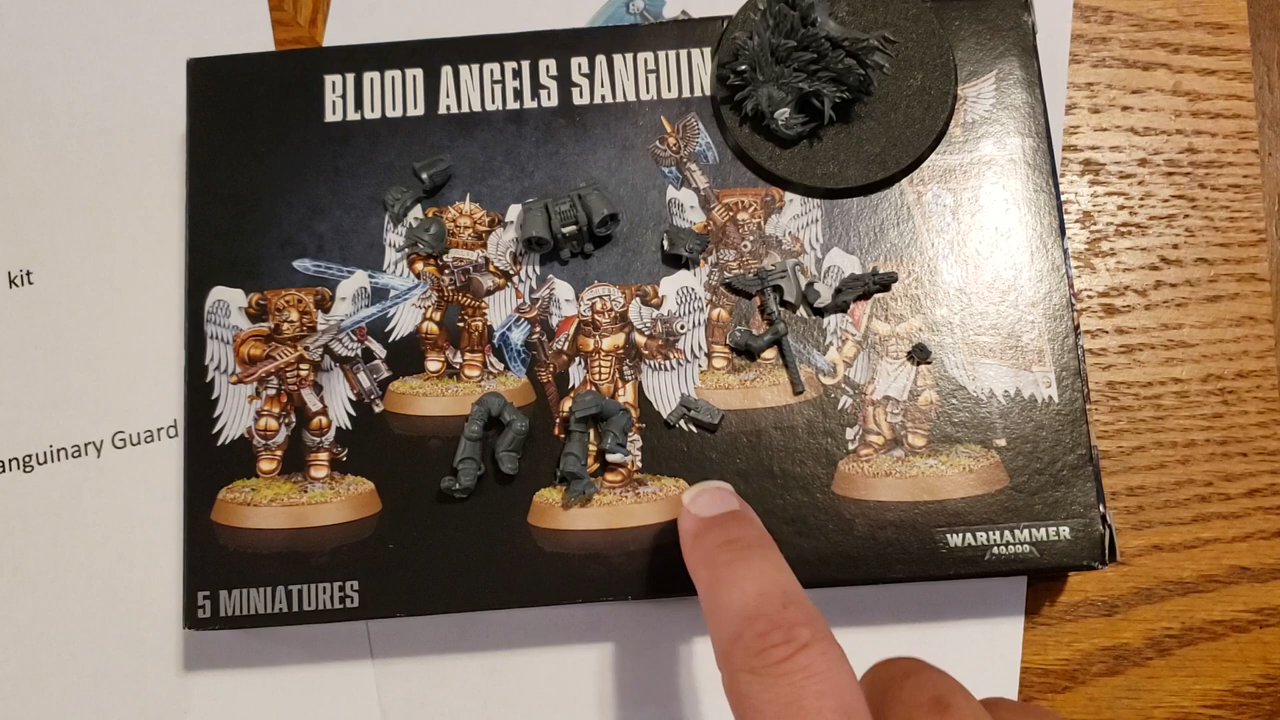 BLOOD ANGELS SANGUIN
kit
anguinary Guard
WARHAMMER
40,000
5 MINIATURES